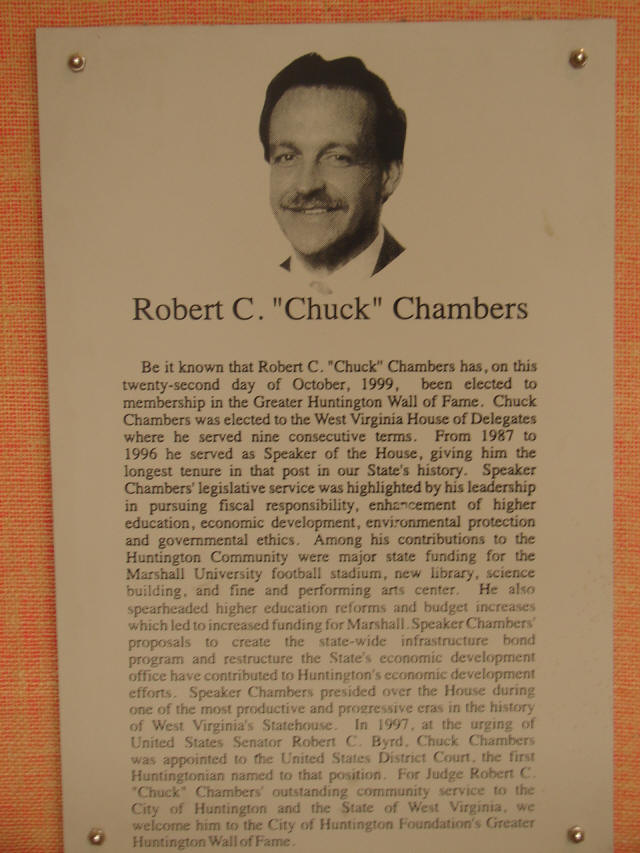 Robert C. "Chuck" Chambers
Be it known that Robert C. "Chuck" Chambers has, on this
twenty-second day of October, 1999, been elected to
membership in the Greater Huntington Wall of Fame. Chuck
Chambers was elected to the West Virginia House of Delegates
where he served nine consecutive terms. From 1987 to
1996 he served as Speaker of the House, giving him the
longest tenure in that post in our State's history. Speaker
Chambers' legislative service was highlighted by his leadership
in pursuing fiscal responsibility, enhancement of higher
education, economic development, environmental protection
and governmental ethics. Among his contributions to the
Huntington Community were major state funding for the
Marshall University football stadium, new library, science
building, and fine and performing arts center. He also
spearheaded higher education reforms and budget increases
which led to increased funding for Marshall. Speaker Chambers'
proposals to create the state-wide infrastructure bond
program and restructure the State's economic development
office have contributed to Huntington's economic development
efforts. Speaker Chambers presided over the House during
one of the most productive and progressive eras in the history
of West Virginia's Statehouse. In 1997, at the urging of
United States Senator Robert C. Byrd, Chuck Chambers
was appointed to the United States District Court, the first
Huntingtonian named to that position. For Judge Robert C.
"Chuck" Chambers' outstanding community service to the
City of Huntington and the State of West Virginia, we
welcome him to the City of Huntington Foundation's Greater
Huntington Wall of Fame.